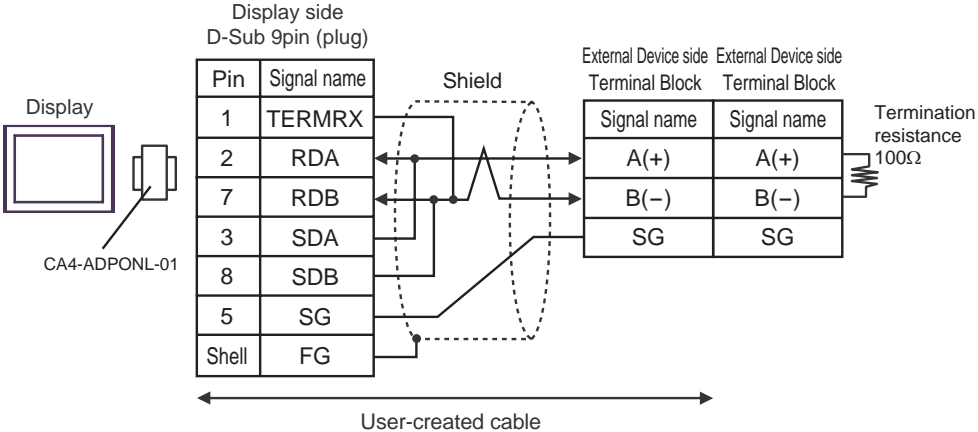 Display side
D-Sub 9pin (plug)
Pin Signal name
1 TERMRX
2 RDA
7 RDB
3 SDA
8 SDB
5 SG
Shell FG
Display
CA4-ADPONL-01
Shield
External Device side
Terminal Block
Signal name
A(+)
B(−)
SG
External Device side
Terminal Block
Signal name
A(+)
B(−)
SG
Termination
resistance
100Ω
User-created cable